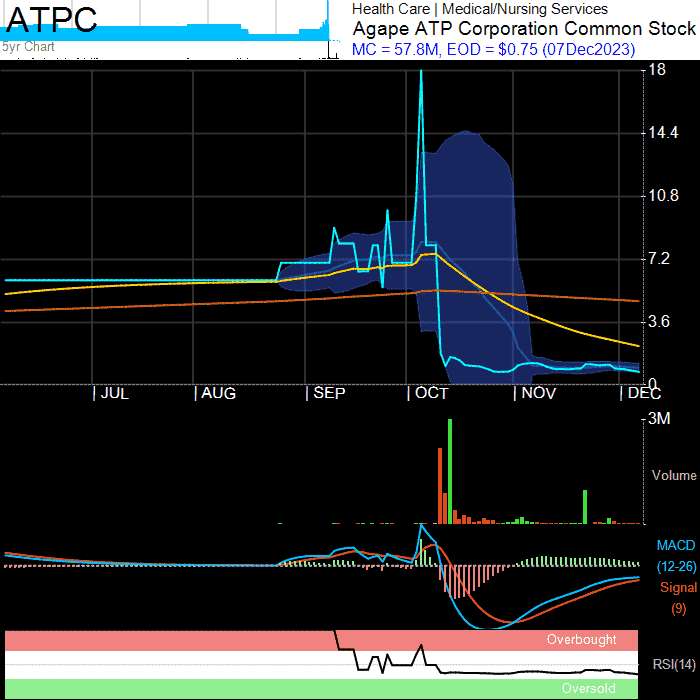 ATPC
5yr Chart
Health Care | Medical/Nursing Services
Agape ATP Corporation Common Stock
MC = 57.8M, EOD = $0.75 (07Dec2023)
18
14.4
10.8
7.2
3.6
0
| JUL | AUG | SEP | OCT | NOV | DEC
3M
Volume
MACD
(12-26)
Signal
(9)
Overbought
RSI(14)
Oversold